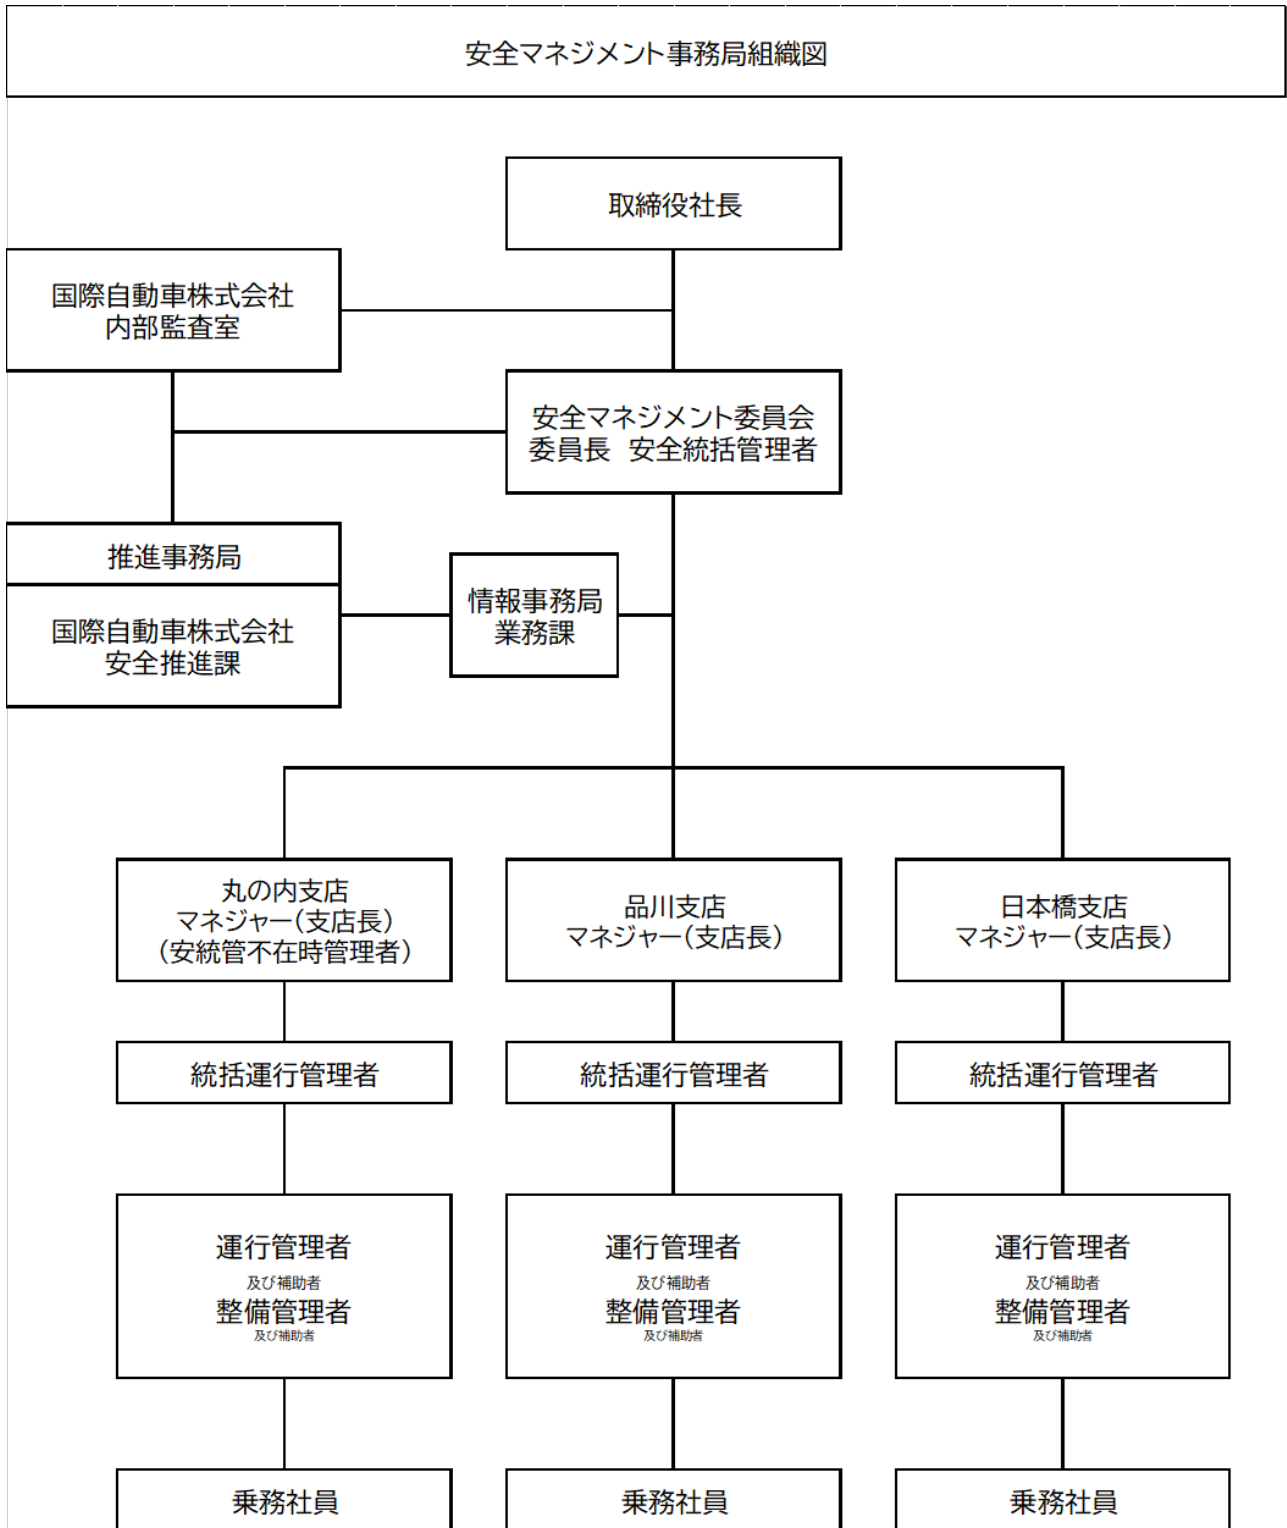 安全マネジメント事務局組織図
取締役社長
国際自動車株式会社
内部監査室
安全マネジメント委員会
委員長　安全統括管理者
推進事務局
国際自動車株式会社
安全推進課
情報事務局
業務課
丸の内支店
マネジャー（支店長）
（安統管不在時管理者）
品川支店
マネジャー（支店長）
日本橋支店
マネジャー（支店長）
統括運行管理者
統括運行管理者
統括運行管理者
運行管理者
及び補助者
整備管理者
及び補助者
運行管理者
及び補助者
整備管理者
及び補助者
運行管理者
及び補助者
整備管理者
及び補助者
乗務社員
乗務社員
乗務社員